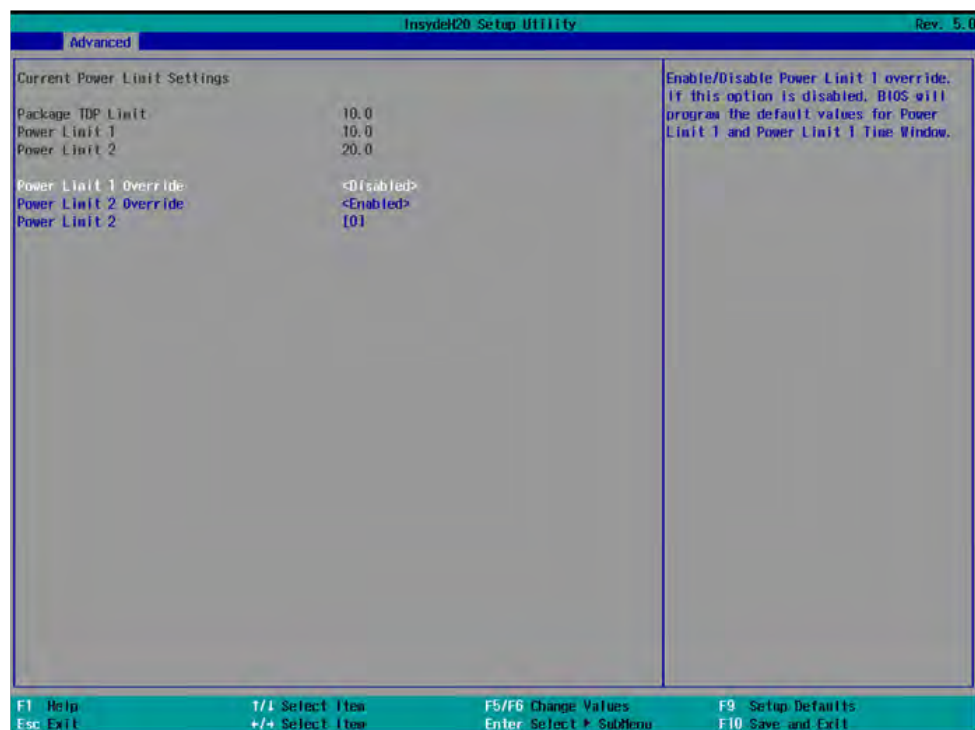 InsydeH20 Setup Utility Rev. 5.0
Advanced
Current Power Limit Settings
Package TDP Limit 10.0
Power Limit 1 10.0
Power Limit 2 20.0
Power Limit 1 Override <Disabled>
Power Limit 2 Override <Enabled>
Power Limit 2 [0]
Enable/Disable Power Limit 1 override.
If this option is disabled, BIOS will
program the default values for Power
Limit 1 and Power Limit 1 Time Window.
F1 Help ↑/↓ Select Item F5/F6 Change Values F9 Setup Defaults
Esc Exit ←/→ Select Item Enter Select ▶ SubMenu F10 Save and Exit